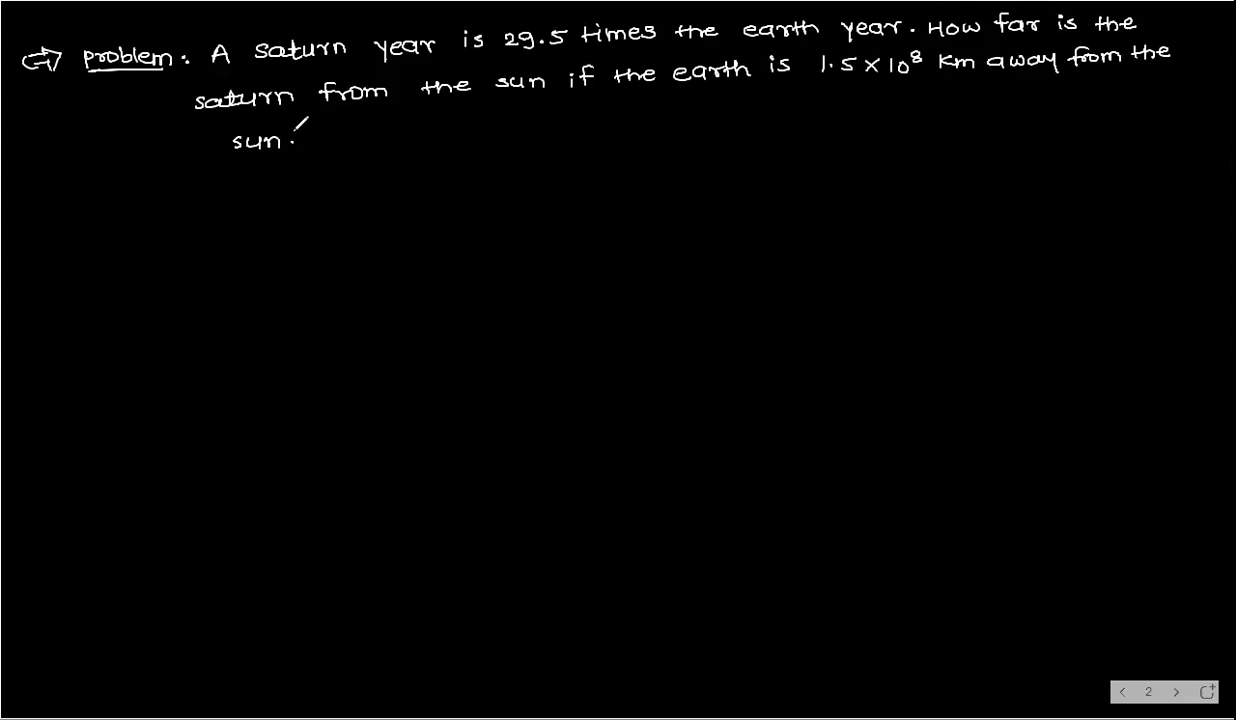 problem: A saturn year is 29.5 times the earth year. How far is the
saturn from the sun if the earth is 1.5 × 10⁸ km away from the
sun.
2